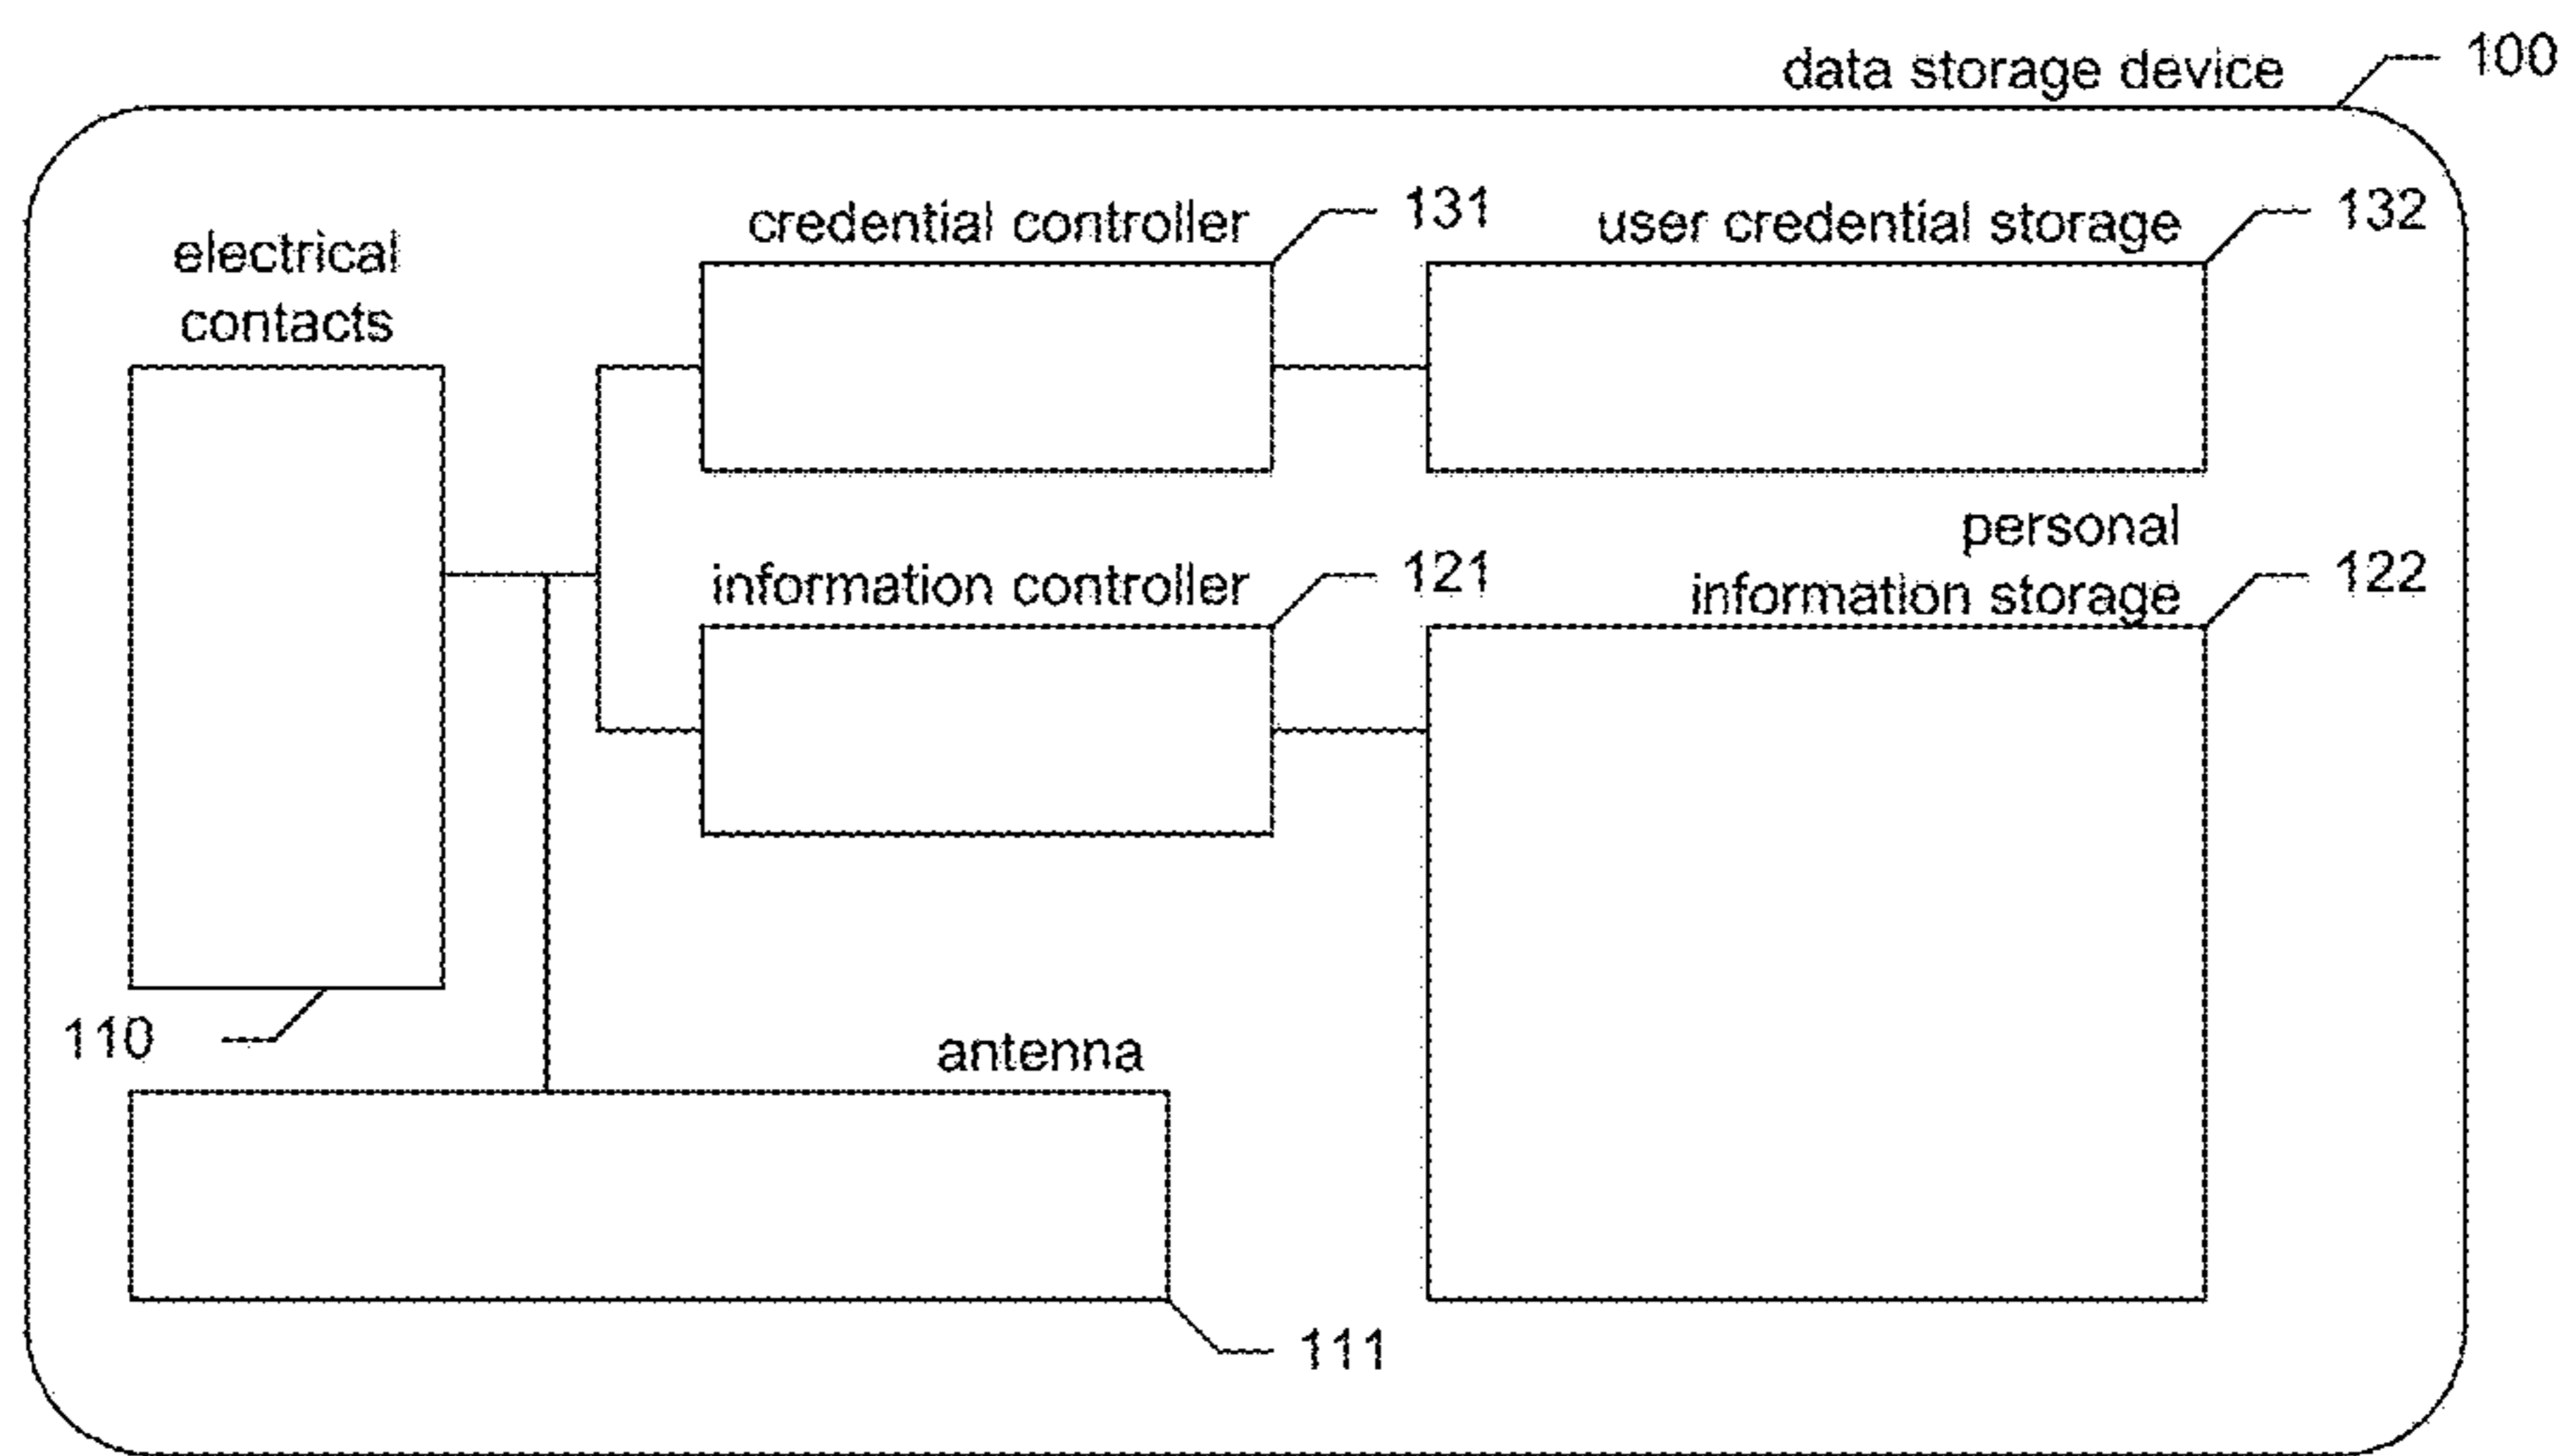 data storage device
100
electrical
contacts
credential controller
131
user credential storage
132
information controller
121
personal
information storage
122
110
antenna
111